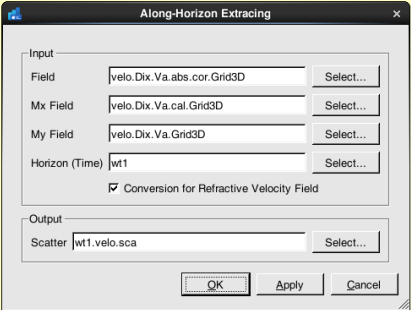 Along-Horizon Extracing
Input
Field velo.Dix.Va.abs.cor.Grid3D Select...
Mx Field velo.Dix.Va.cal.Grid3D Select...
My Field velo.Dix.Va.Grid3D Select...
Horizon (Time) wt1 Select...
Conversion for Refractive Velocity Field
Output
Scatter wt1.velo.sca Select...
OK Apply Cancel